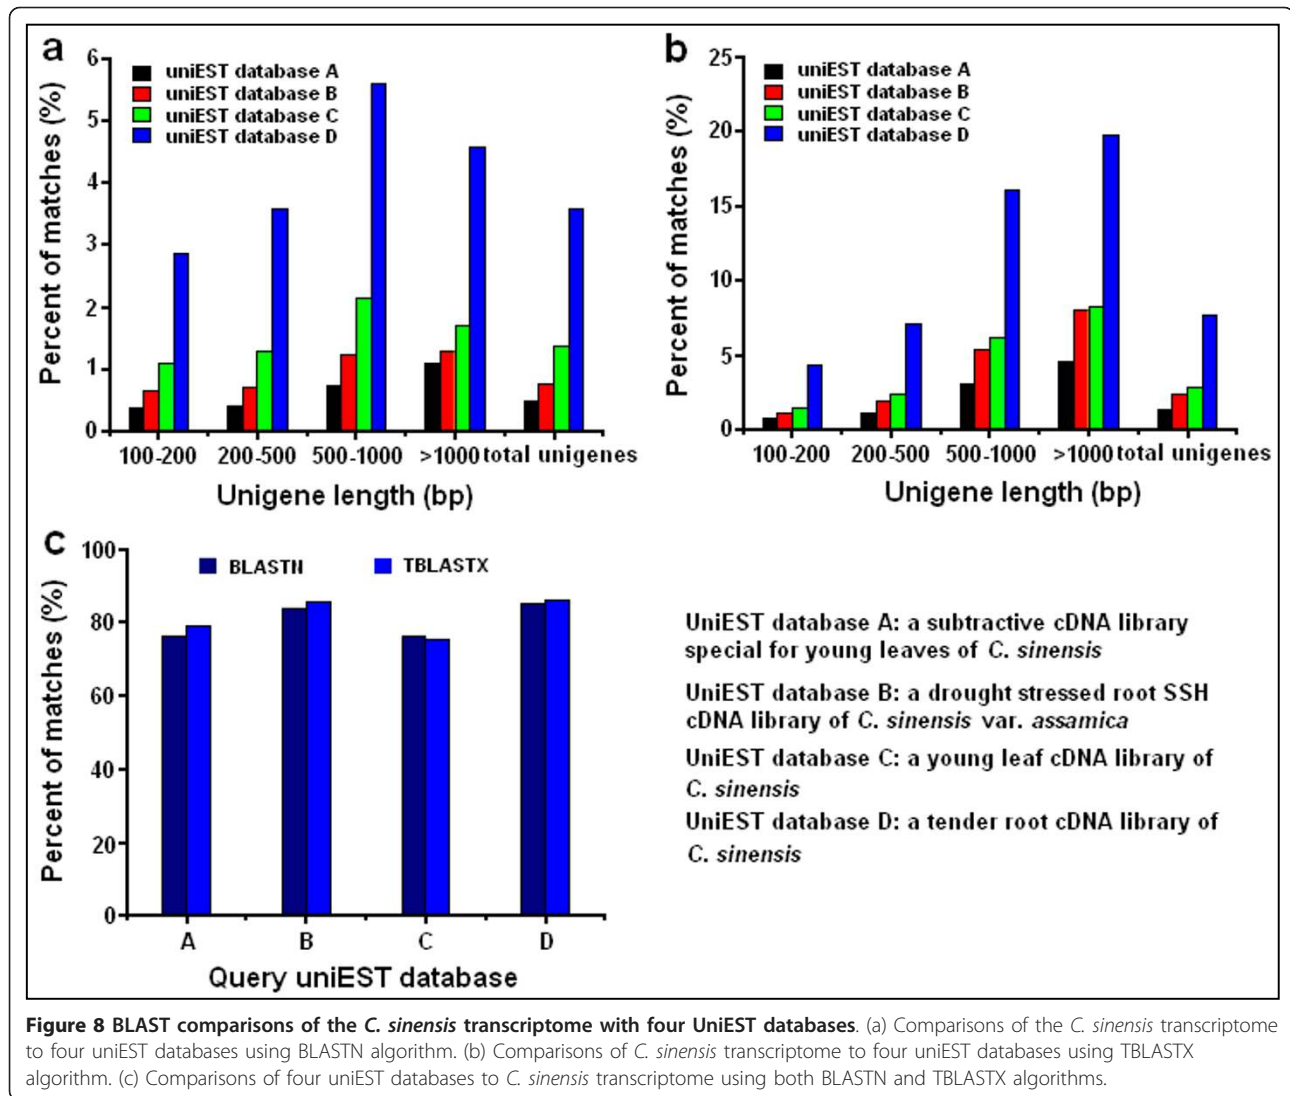 a
6
5
4
3
2
1
0
Percent of matches (%)
uniEST database A
uniEST database B
uniEST database C
uniEST database D
100-200 200-500 500-1000 >1000 total unigenes
Unigene length (bp)
b
25
20
15
10
5
0
Percent of matches (%)
uniEST database A
uniEST database B
uniEST database C
uniEST database D
100-200 200-500 500-1000 >1000 total unigenes
Unigene length (bp)
c
100
80
60
40
20
0
Percent of matches (%)
BLASTN TBLASTX
A B C D
Query uniEST database
UniEST database A: a subtractive cDNA library
special for young leaves of C. sinensis
UniEST database B: a drought stressed root SSH
cDNA library of C. sinensis var. assamica
UniEST database C: a young leaf cDNA library of
C. sinensis
UniEST database D: a tender root cDNA library of
C. sinensis
Figure 8 BLAST comparisons of the C. sinensis transcriptome with four UniEST databases. (a) Comparisons of the C. sinensis transcriptome
to four uniEST databases using BLASTN algorithm. (b) Comparisons of C. sinensis transcriptome to four uniEST databases using TBLASTX
algorithm. (c) Comparisons of four uniEST databases to C. sinensis transcriptome using both BLASTN and TBLASTX algorithms.